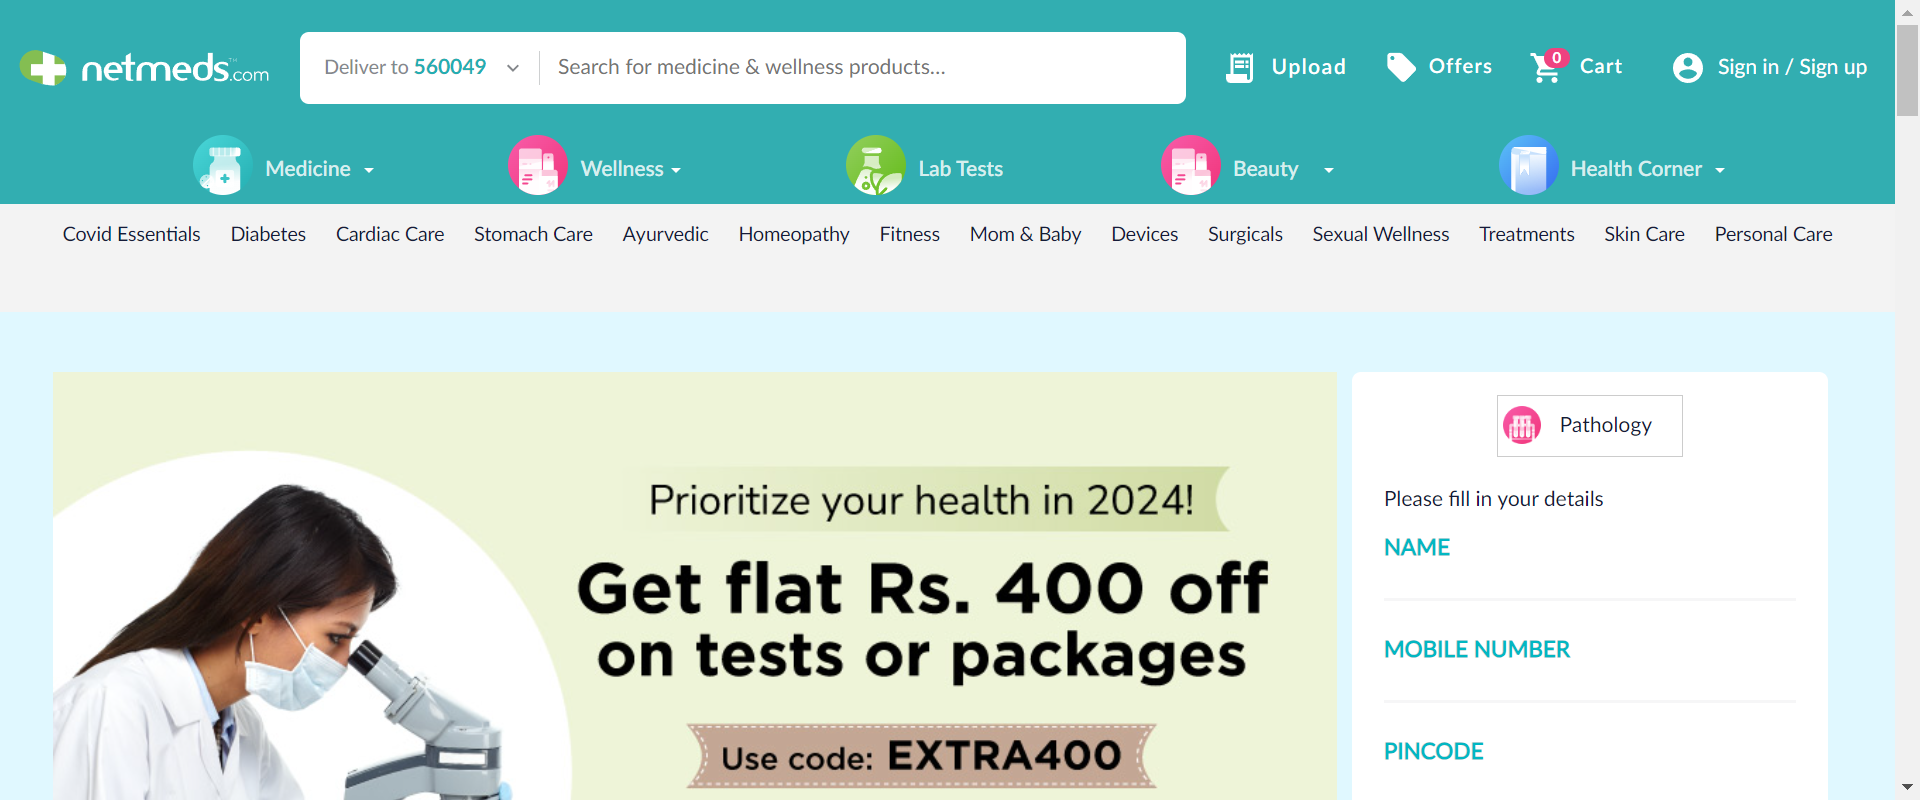 netmeds.com
Deliver to 560049
Search for medicine & wellness products...
Upload
Offers
0
Cart
Sign in / Sign up
Medicine
Wellness
Lab Tests
Beauty
Health Corner
Covid Essentials
Diabetes
Cardiac Care
Stomach Care
Ayurvedic
Homeopathy
Fitness
Mom & Baby
Devices
Surgicals
Sexual Wellness
Treatments
Skin Care
Personal Care
Prioritize your health in 2024!
Get flat Rs. 400 off
on tests or packages
Use code: EXTRA400
Pathology
Please fill in your details
NAME
MOBILE NUMBER
PINCODE